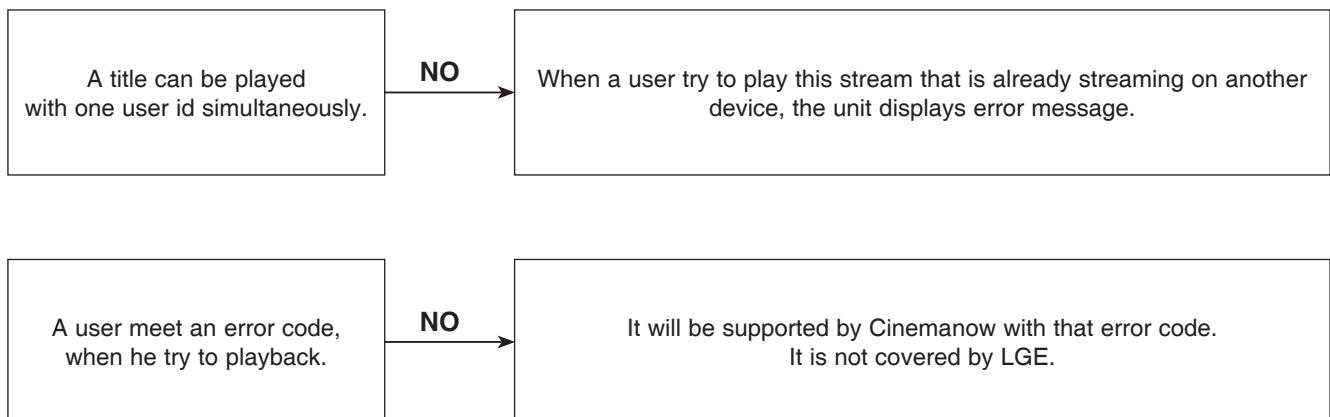 A title can be played
with one user id simultaneously.
NO
When a user try to play this stream that is already streaming on another
device, the unit displays error message.
A user meet an error code,
when he try to playback.
NO
It will be supported by Cinemanow with that error code.
It is not covered by LGE.